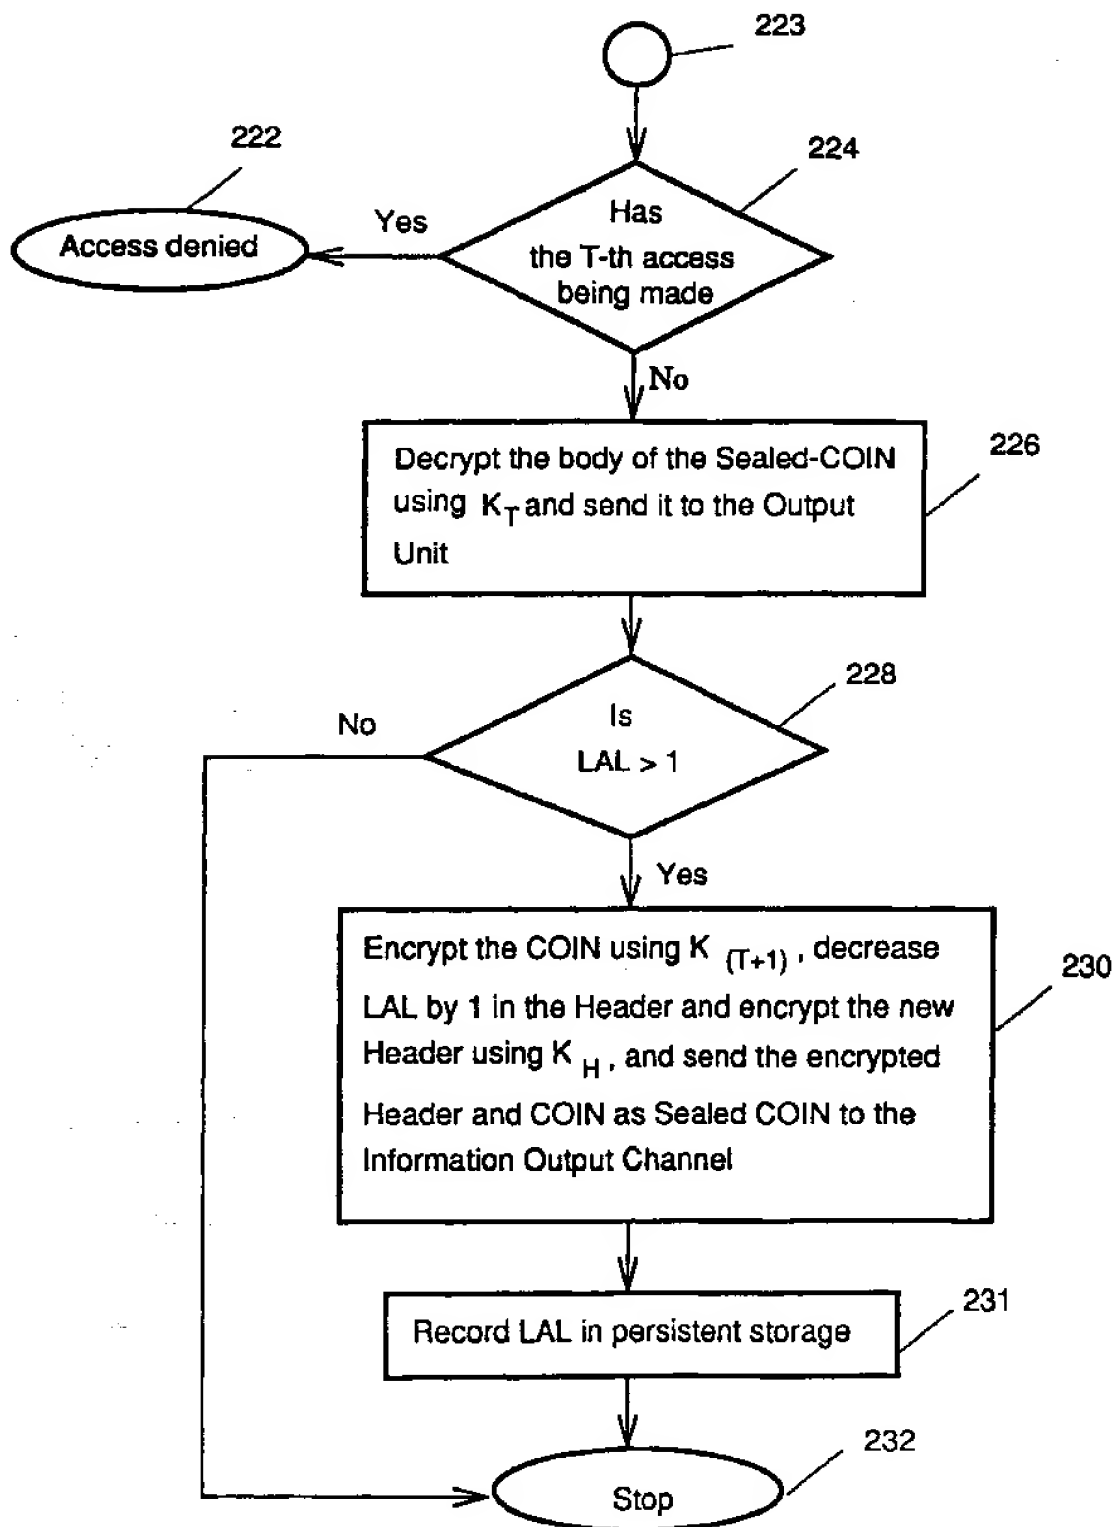 223
222
224
Yes
Access denied
Has
the T-th access
being made
No
226
Decrypt the body of the Sealed-COIN
using K_T and send it to the Output
Unit
228
No
Is
LAL > 1
Yes
230
Encrypt the COIN using K_(T+1), decrease
LAL by 1 in the Header and encrypt the new
Header using K_H, and send the encrypted
Header and COIN as Sealed COIN to the
Information Output Channel
231
Record LAL in persistent storage
232
Stop